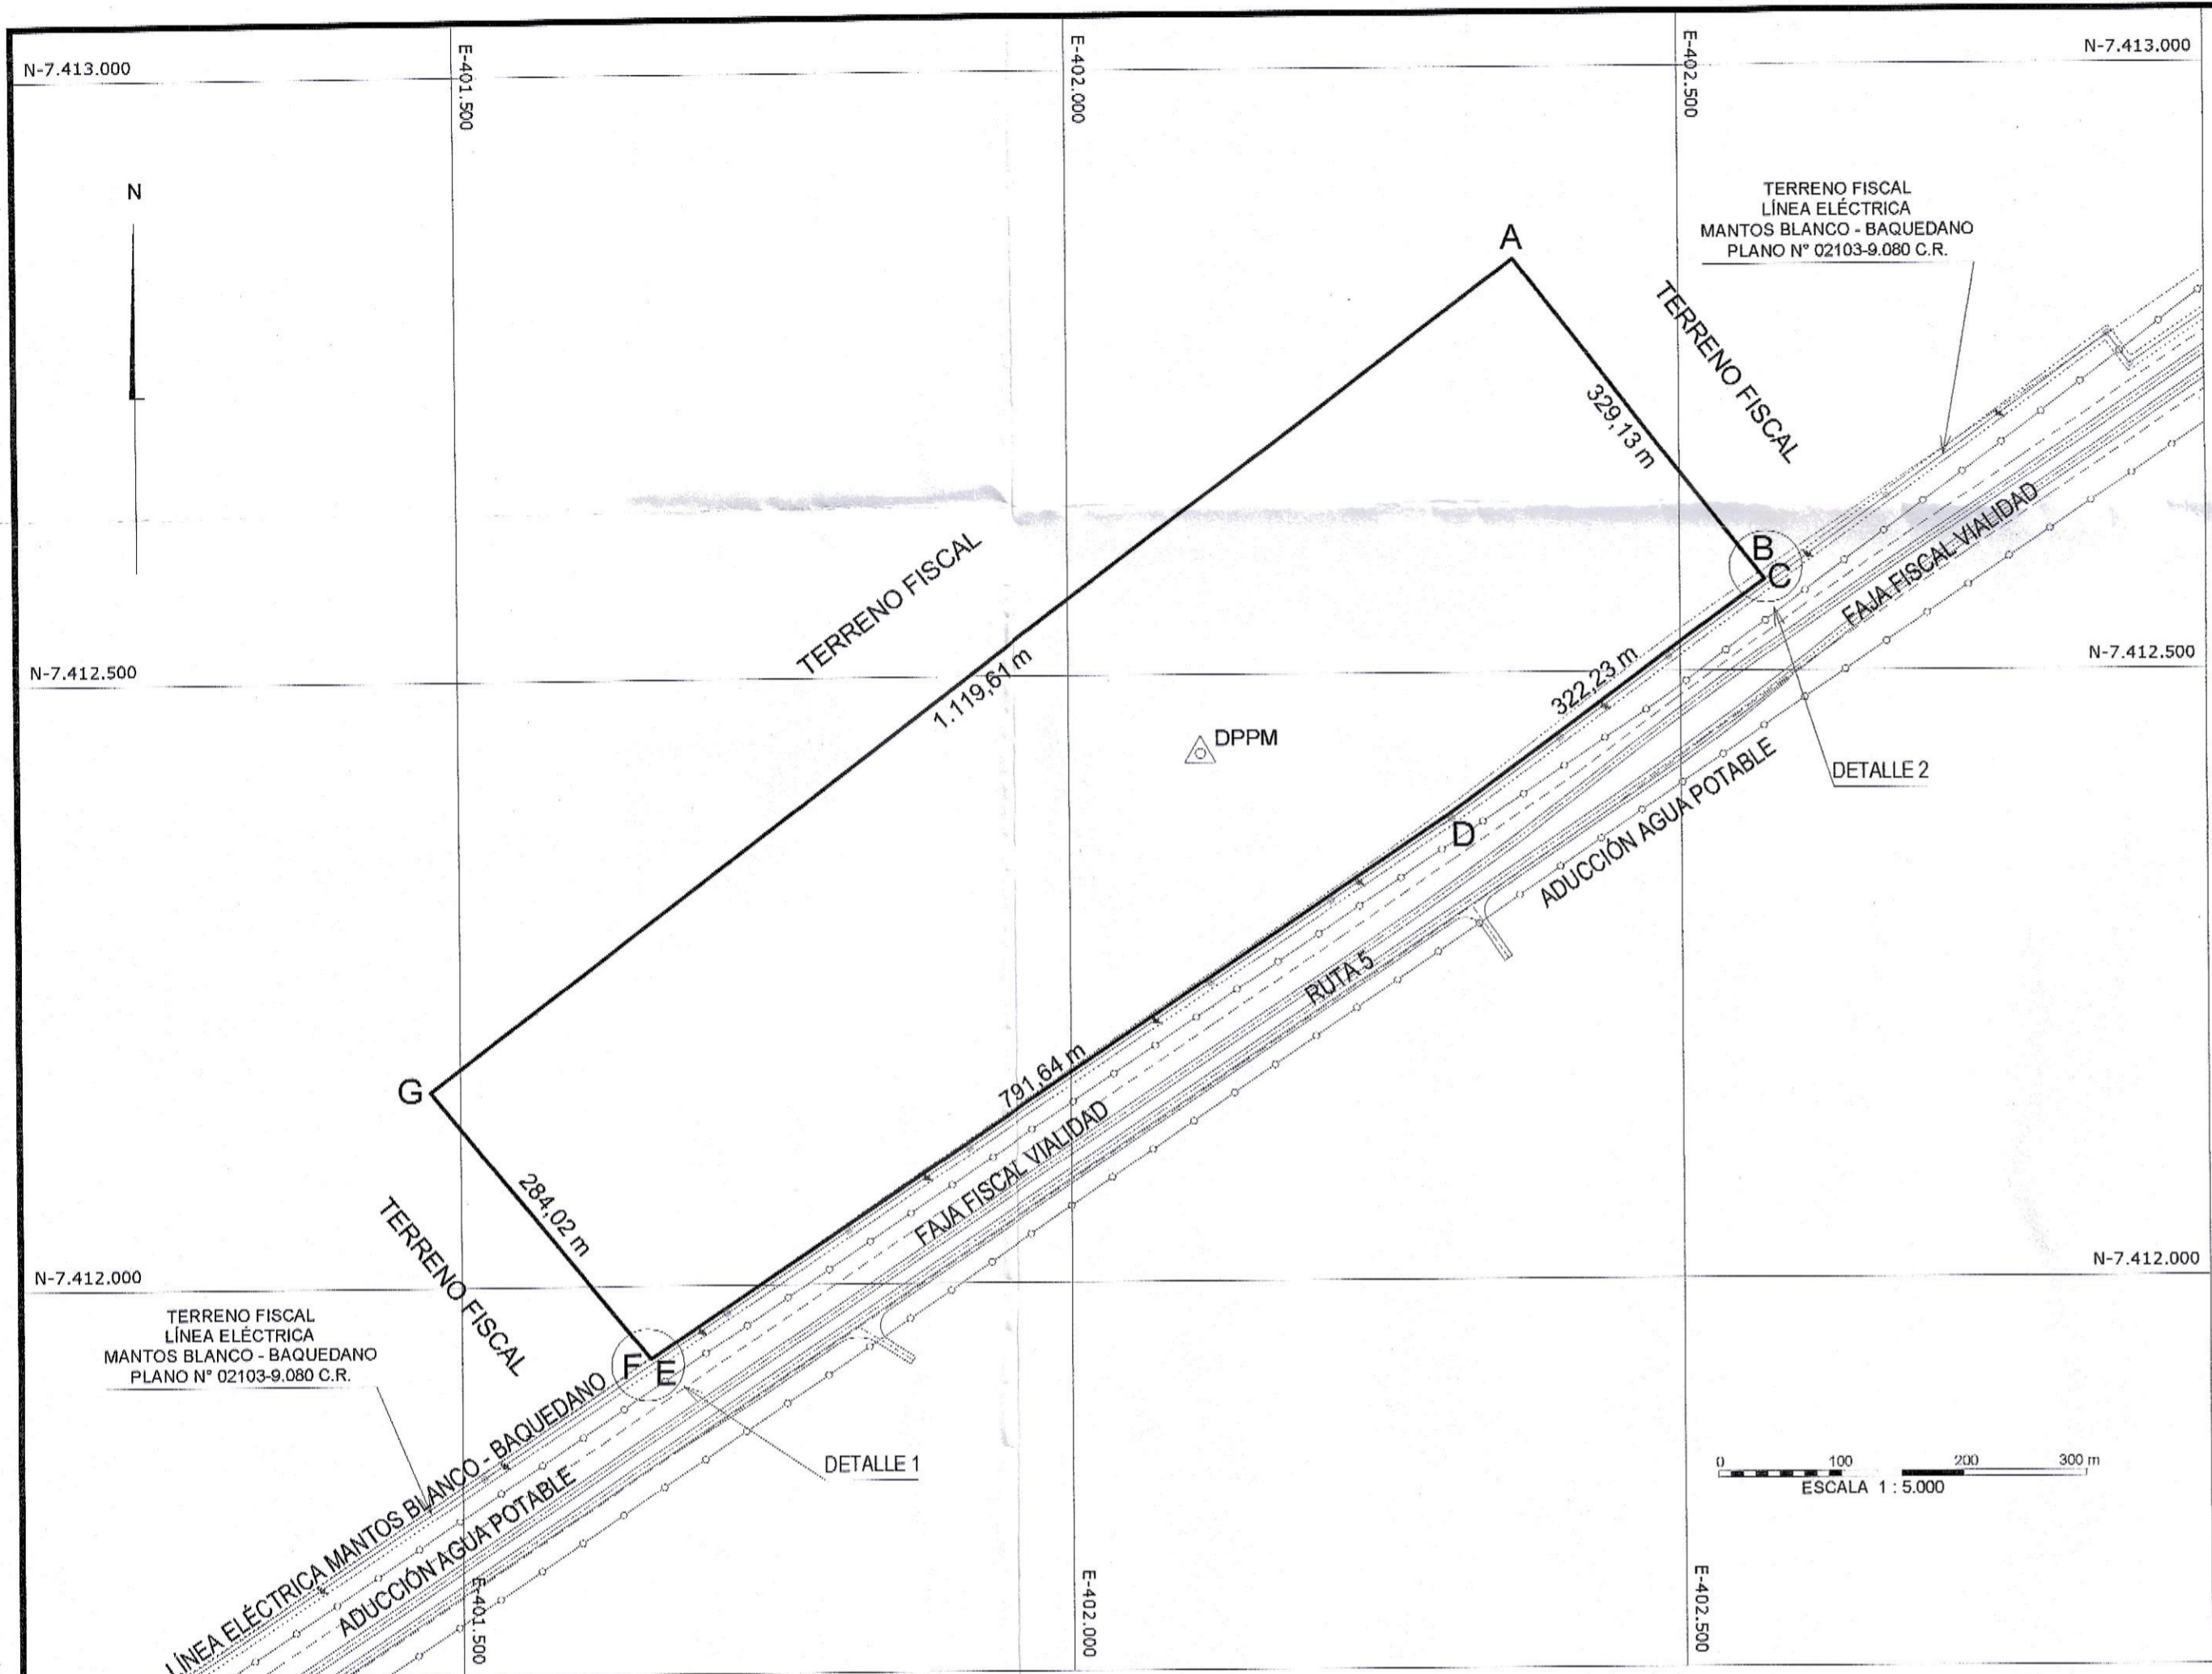 N-7.413.000
E-401.500
E-402.000
E-402.500
N-7.413.000
N
TERRENO FISCAL
LÍNEA ELÉCTRICA
MANTOS BLANCO - BAQUEDANO
PLANO N° 02103-9.080 C.R.
A
TERRENO FISCAL
329,13 m
B
C
FAJA FISCAL VIALIDAD
TERRENO FISCAL
1.119,61 m
N-7.412.500
N-7.412.500
322,23 m
DPPM
DETALLE 2
D
ADUCCIÓN AGUA POTABLE
RUTA 5
G
791,64 m
FAJA FISCAL VIALIDAD
284,02 m
TERRENO FISCAL
N-7.412.000
N-7.412.000
TERRENO FISCAL
LÍNEA ELÉCTRICA
MANTOS BLANCO - BAQUEDANO
PLANO N° 02103-9.080 C.R.
F
E
DETALLE 1
LÍNEA ELÉCTRICA MANTOS BLANCO - BAQUEDANO
ADUCCIÓN AGUA POTABLE
0 100 200 300 m
ESCALA 1 : 5.000
E-401.500
E-402.000
E-402.500